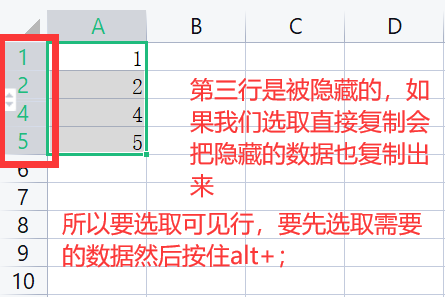 A B C D
1 1
2 2
4 4
5 5
6
7
8
9
10
第三行是被隐藏的，如
果我们选取直接复制会
把隐藏的数据也复制出
来
所以要选取可见行，要先选取需要
的数据然后按住alt+；